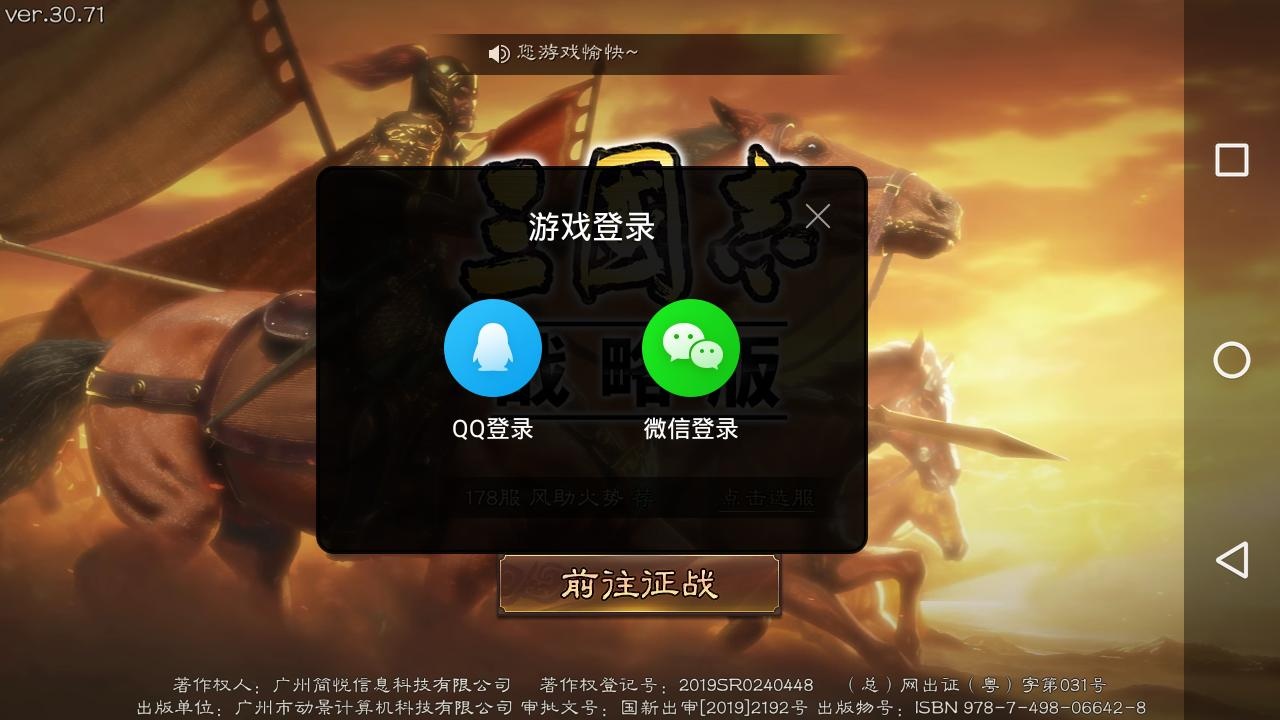 ver.30.71
您游戏愉快~
三國志
游戏登录
战略版
QQ登录 微信登录
178服 风助火势 荐 点击选服
前往征战
著作权人：广州简悦信息科技有限公司 著作权登记号：2019SR0240448 （总）网出证（粤）字第031号
出版单位：广州市动景计算机科技有限公司 审批文号：国新出审[2019]2192号 出版物号：ISBN 978-7-498-06642-8